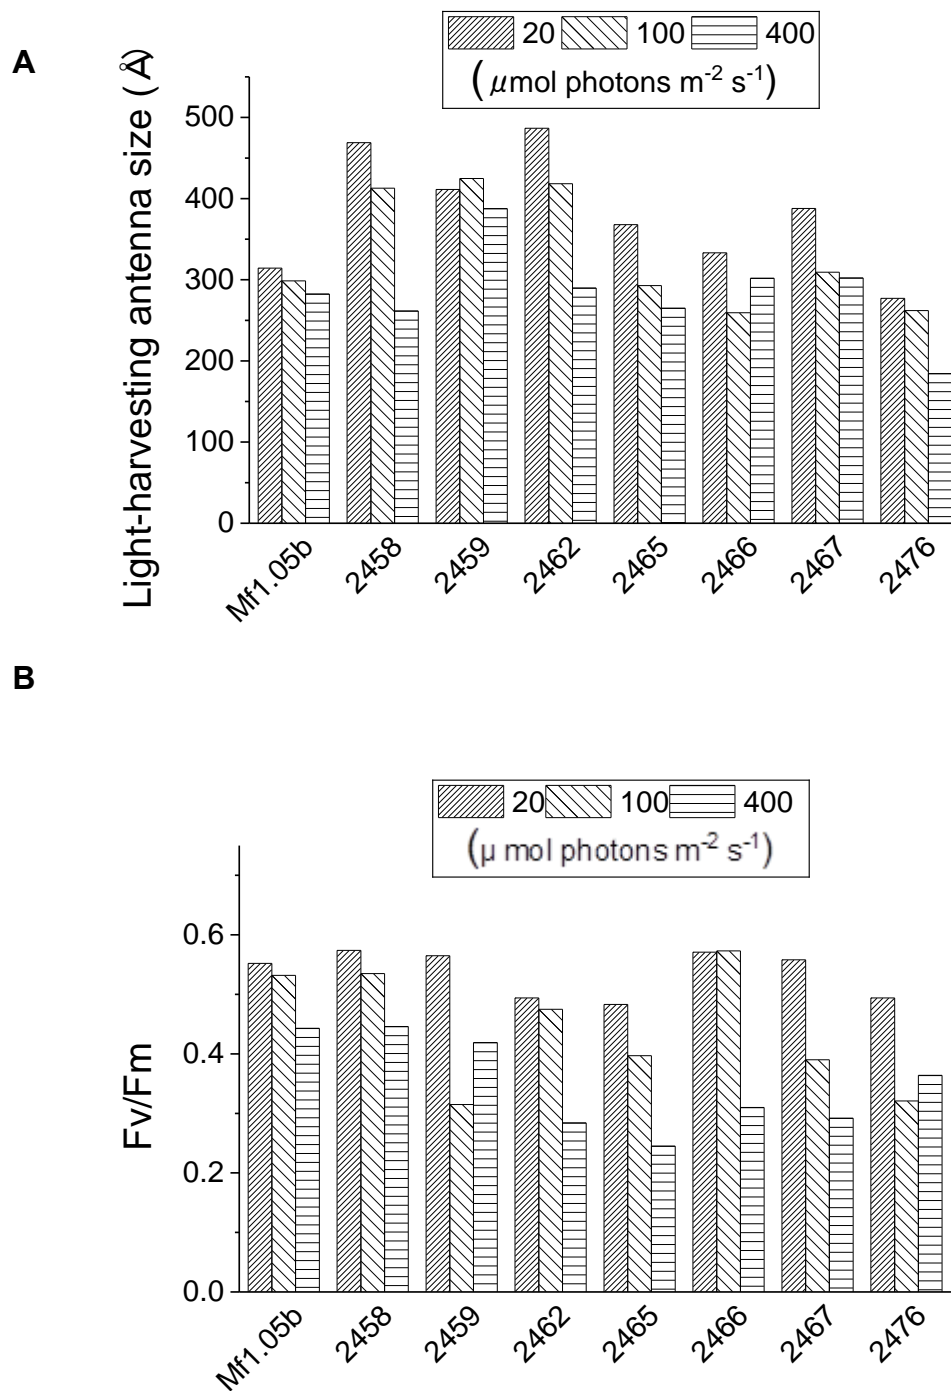 A
20 100 400
(μmol photons m⁻² s⁻¹)
Light-harvesting antenna size (Å)
500
400
300
200
100
0
Mf1.05b 2458 2459 2462 2465 2466 2467 2476
B
20 100 400
(μ mol photons m⁻² s⁻¹)
Fv/Fm
0.6
0.4
0.2
0.0
Mf1.05b 2458 2459 2462 2465 2466 2467 2476